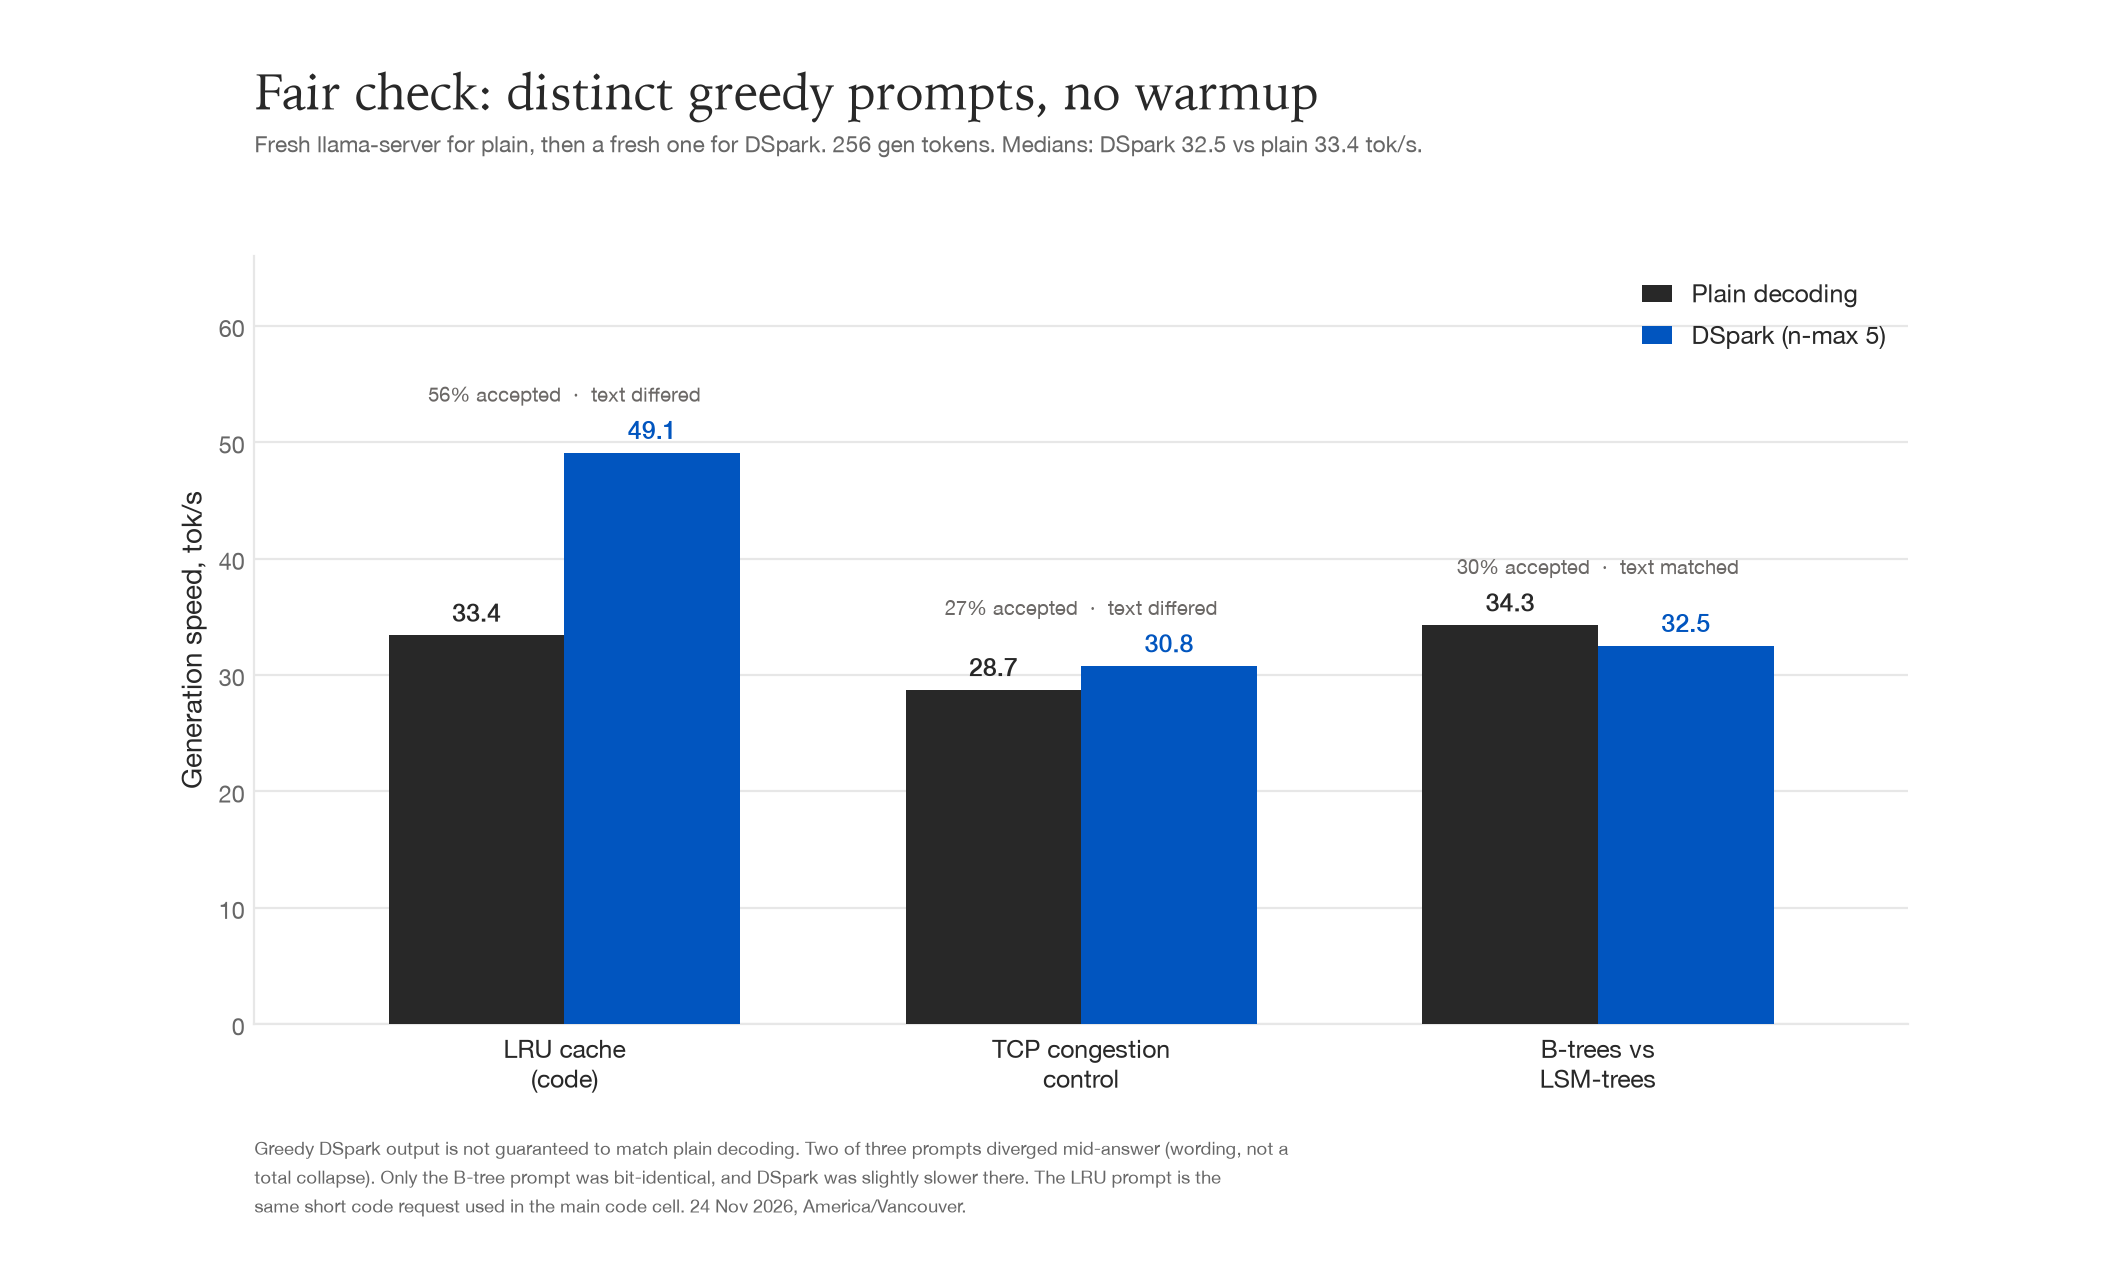 Fair check: distinct greedy prompts, no warmup
Fresh llama-server for plain, then a fresh one for DSpark. 256 gen tokens. Medians: DSpark 32.5 vs plain 33.4 tok/s.
Plain decoding
DSpark (n-max 5)
Generation speed, tok/s
60
50
40
30
20
10
0
56% accepted · text differed
49.1
33.4
27% accepted · text differed
30.8
28.7
30% accepted · text matched
34.3
32.5
LRU cache
(code)
TCP congestion
control
B-trees vs
LSM-trees
Greedy DSpark output is not guaranteed to match plain decoding. Two of three prompts diverged mid-answer (wording, not a
total collapse). Only the B-tree prompt was bit-identical, and DSpark was slightly slower there. The LRU prompt is the
same short code request used in the main code cell. 24 Nov 2026, America/Vancouver.